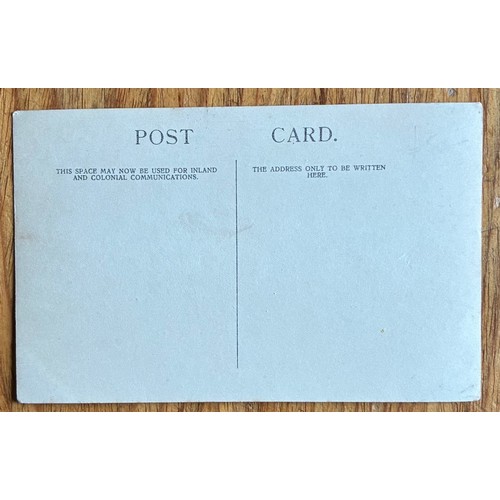 POST CARD.
THIS SPACE MAY NOW BE USED FOR INLAND
AND COLONIAL COMMUNICATIONS.
THE ADDRESS ONLY TO BE WRITTEN
HERE.